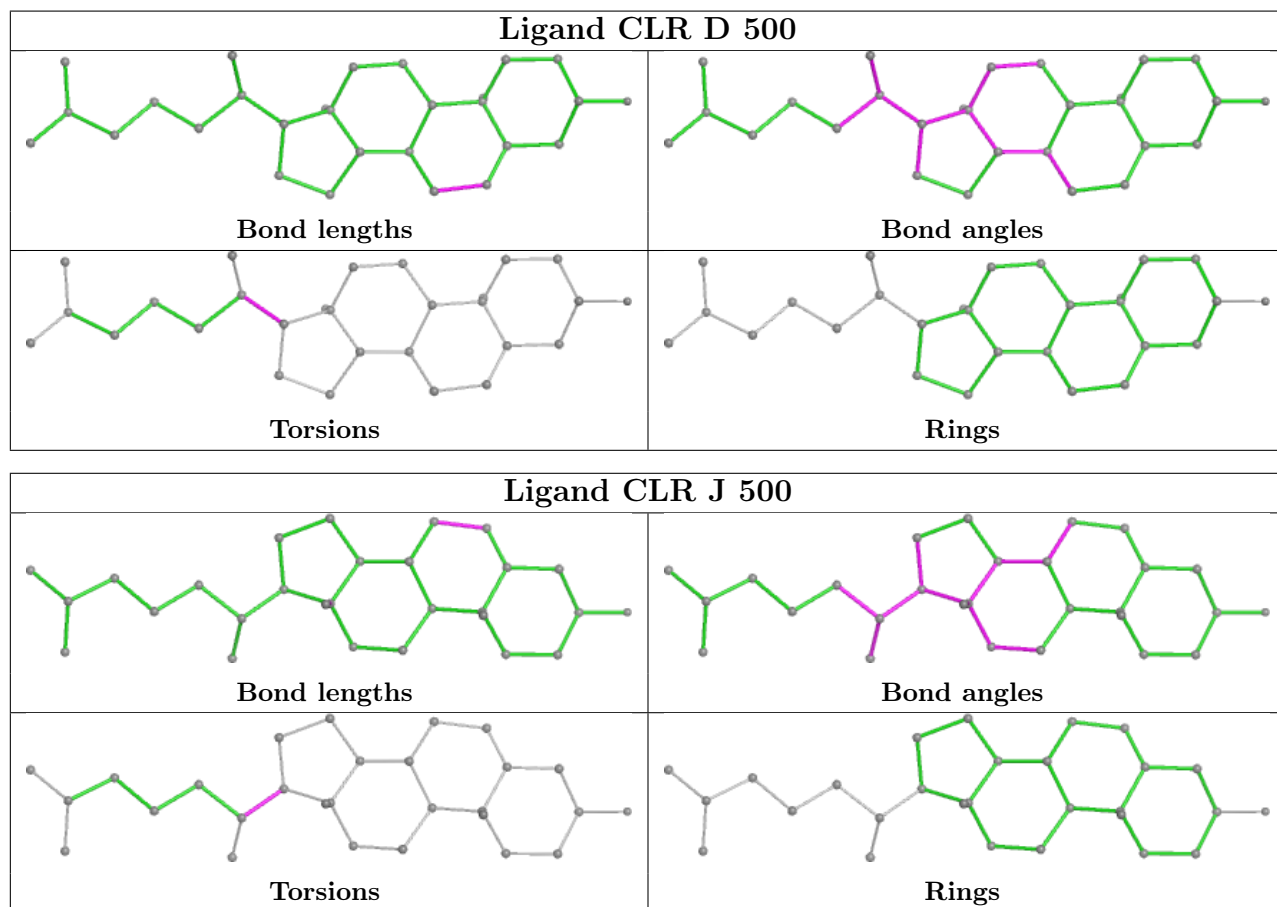 Ligand CLR D 500
Bond lengths
Bond angles
Torsions
Rings
Ligand CLR J 500
Bond lengths
Bond angles
Torsions
Rings